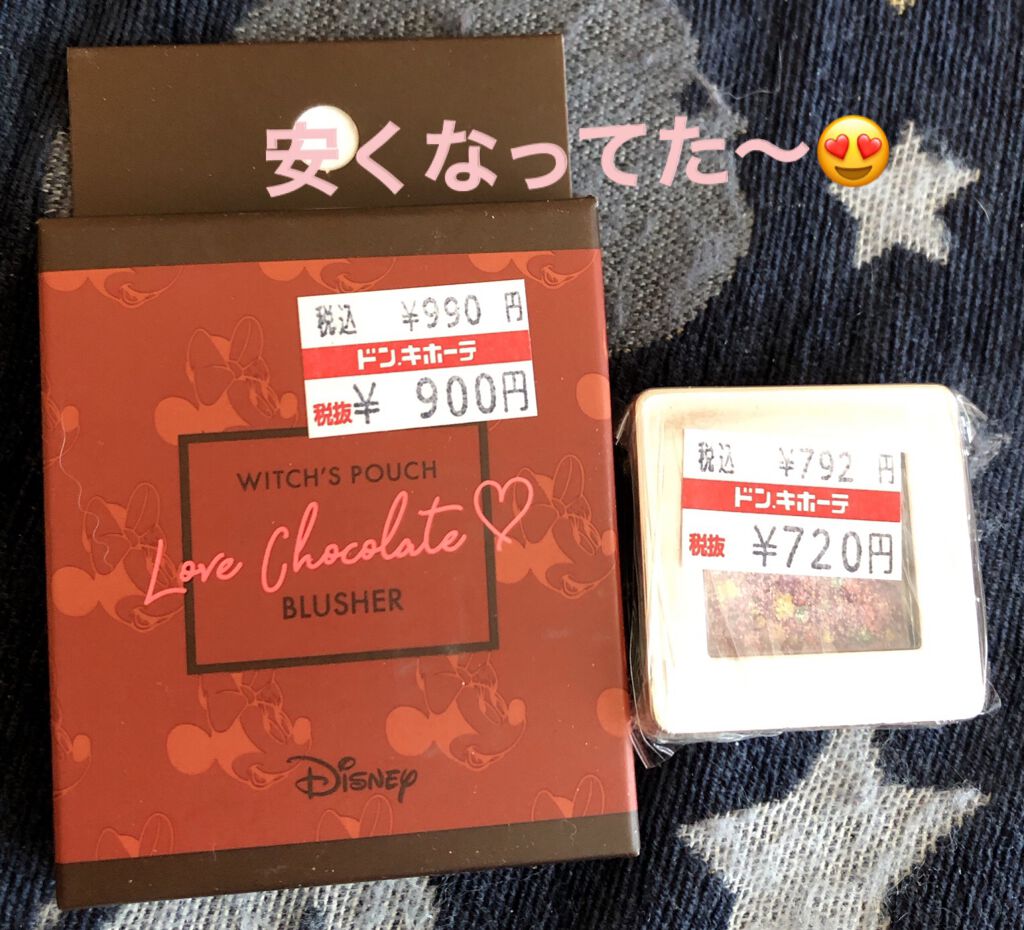 安くなってた〜😍
税込 ¥990 円
ドン.キホーテ
税抜¥ 900円
WITCH'S POUCH
Love Chocolate♡
BLUSHER
DISNEY
税込 ¥792 円
ドン.キホーテ
税抜 ¥720円